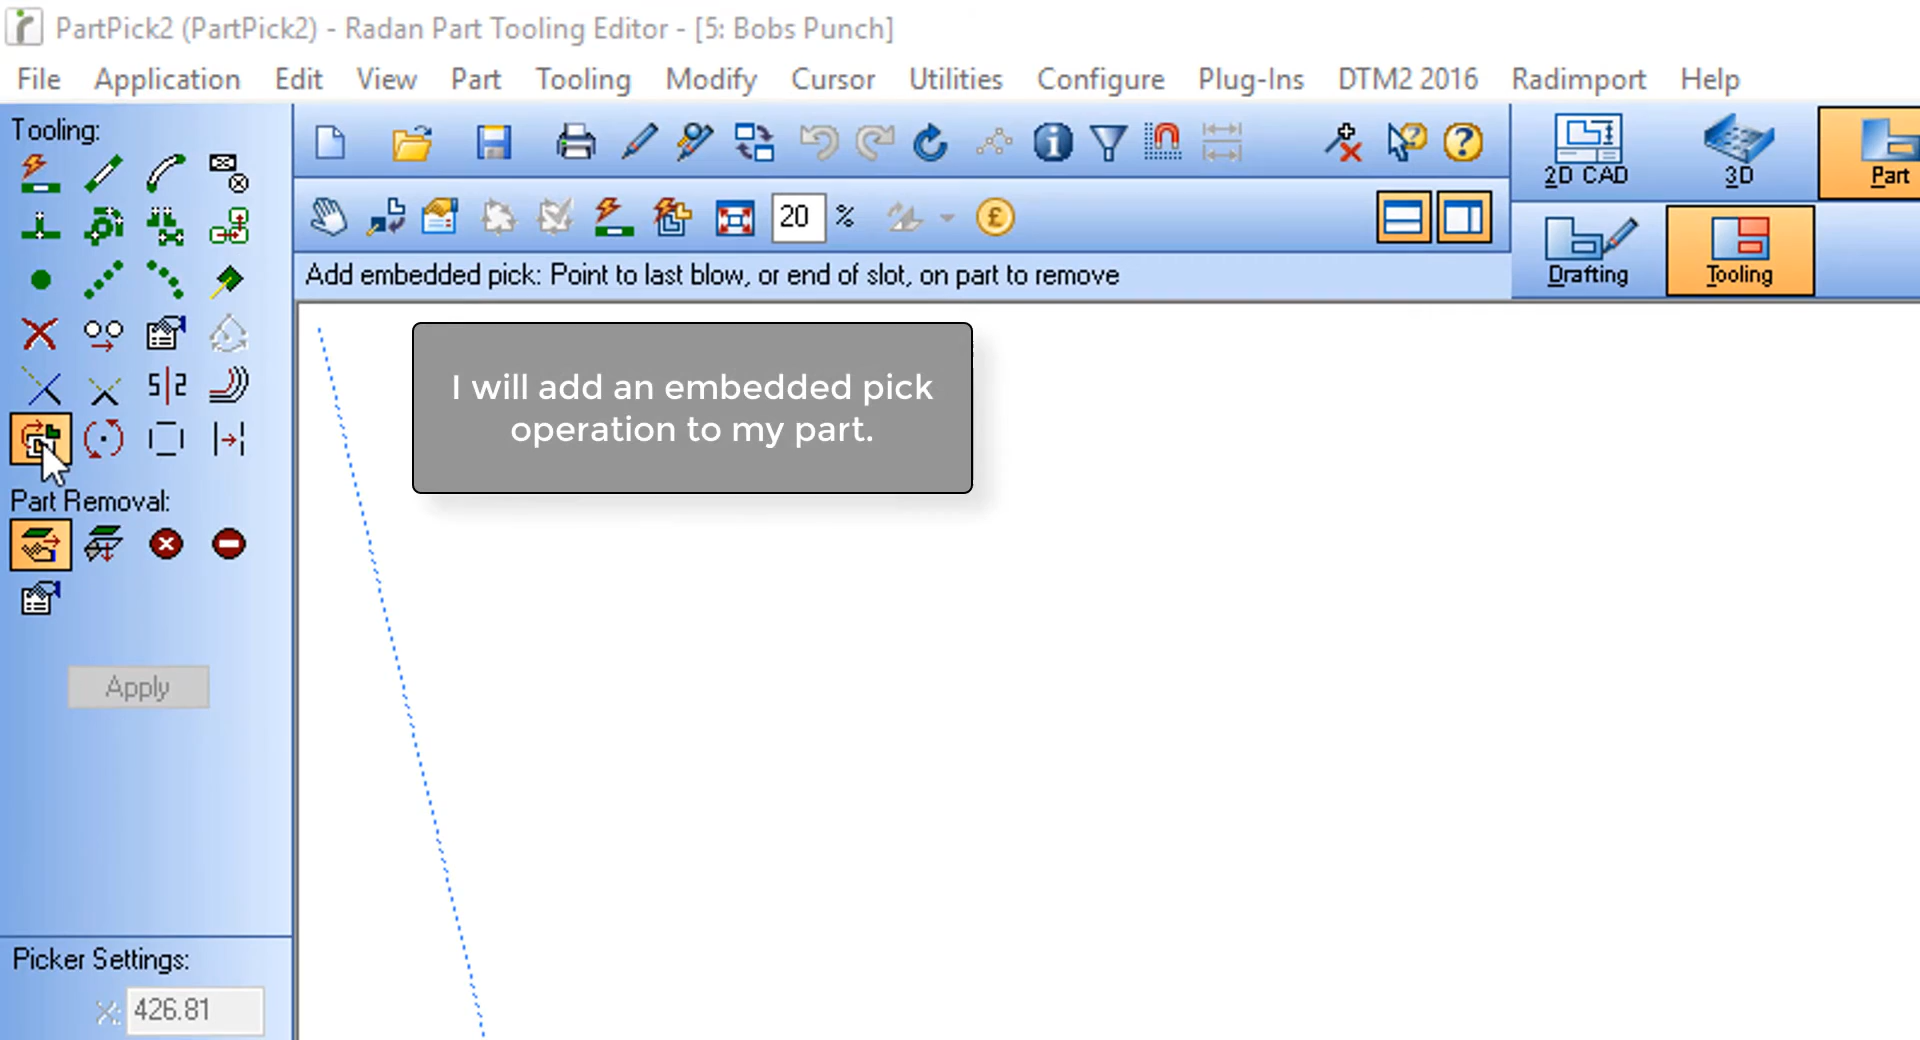 PartPick2 (PartPick2) - Radan Part Tooling Editor - [5: Bobs Punch]
File Application Edit View Part Tooling Modify Cursor Utilities Configure Plug-Ins DTM2 2016 Radimport Help
Tooling:
2D CAD
3D
Part
20 %
Add embedded pick: Point to last blow, or end of slot, on part to remove
Drafting
Tooling
I will add an embedded pick
operation to my part.
Part Removal:
Apply
Picker Settings:
X: 426.81